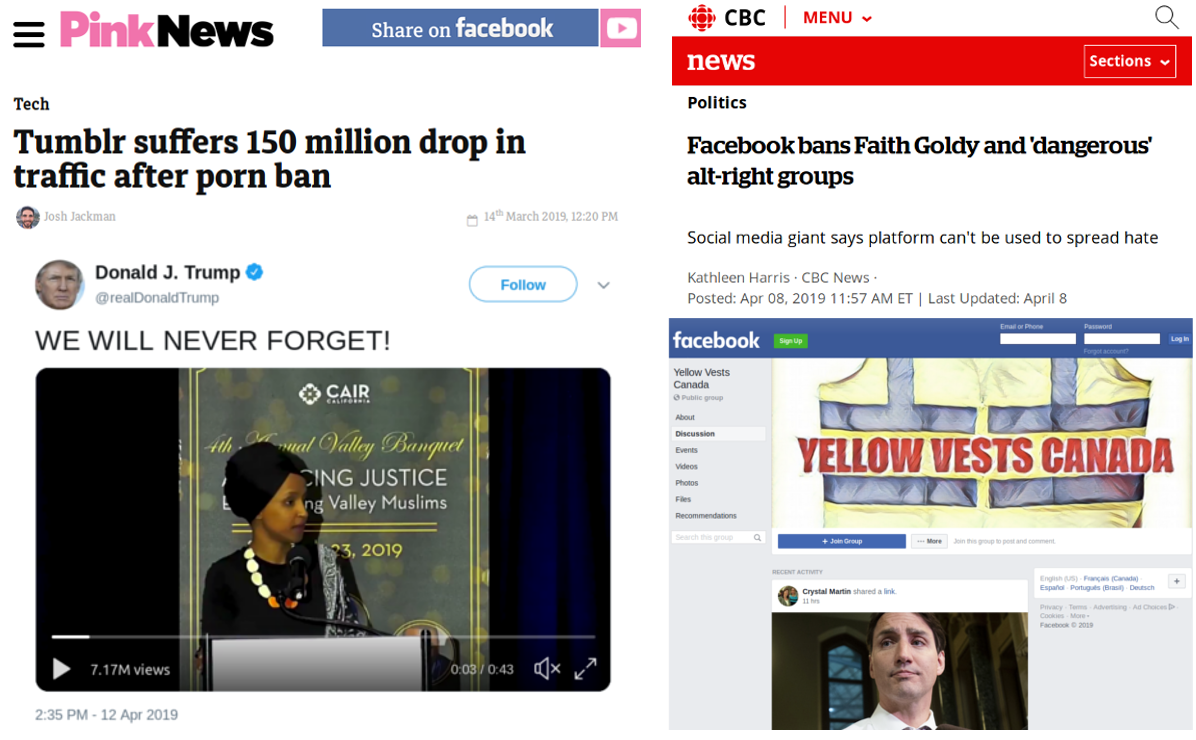 PinkNews
Share on facebook
Tech
Tumblr suffers 150 million drop in
traffic after porn ban
Josh Jackman
14th March 2019, 12:20 PM
Donald J. Trump
@realDonaldTrump
Follow
WE WILL NEVER FORGET!
CAIR
CALIFORNIA
4th Annual Valley Banquet
CING JUSTICE
ng Valley Muslims
23, 2019
7.17M views
0:03 / 0:43
2:35 PM - 12 Apr 2019
CBC
MENU
news
Sections
Politics
Facebook bans Faith Goldy and 'dangerous'
alt-right groups
Social media giant says platform can't be used to spread hate
Kathleen Harris · CBC News ·
Posted: Apr 08, 2019 11:57 AM ET | Last Updated: April 8
facebook
Sign Up
Email or Phone
Password
Log In
Forgot account?
Yellow Vests
Canada
Public group
About
Discussion
Events
Videos
Photos
Files
Recommendations
Search this group
YELLOW VESTS CANADA
+ Join Group
··· More
Join this group to post and comment.
RECENT ACTIVITY
Crystal Martin shared a link.
11 hrs
English (US) · Français (Canada)
Español · Português (Brasil) · Deutsch
+
Privacy · Terms · Advertising · Ad Choices ·
Cookies · More
Facebook © 2019